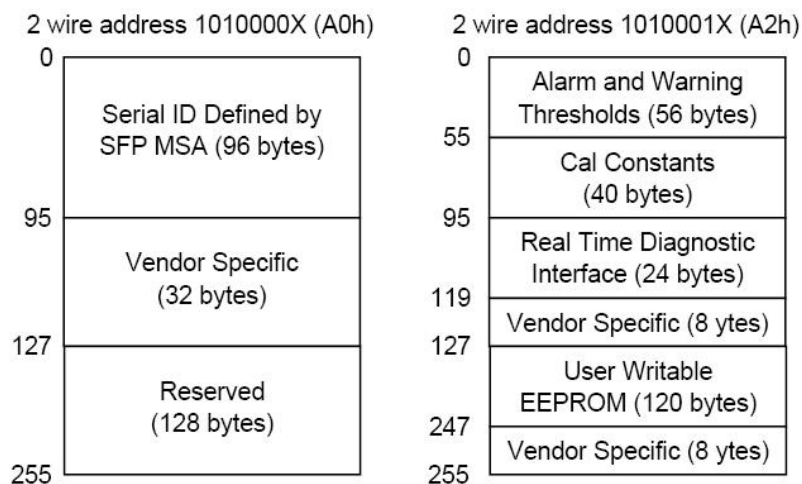 2 wire address 1010000X (A0h)
0
Serial ID Defined by
SFP MSA (96 bytes)
95
Vendor Specific
(32 bytes)
127
Reserved
(128 bytes)
255
2 wire address 1010001X (A2h)
0
Alarm and Warning
Thresholds (56 bytes)
55
Cal Constants
(40 bytes)
95
Real Time Diagnostic
Interface (24 bytes)
119
Vendor Specific (8 ytes)
127
User Writable
EEPROM (120 bytes)
247
Vendor Specific (8 ytes)
255